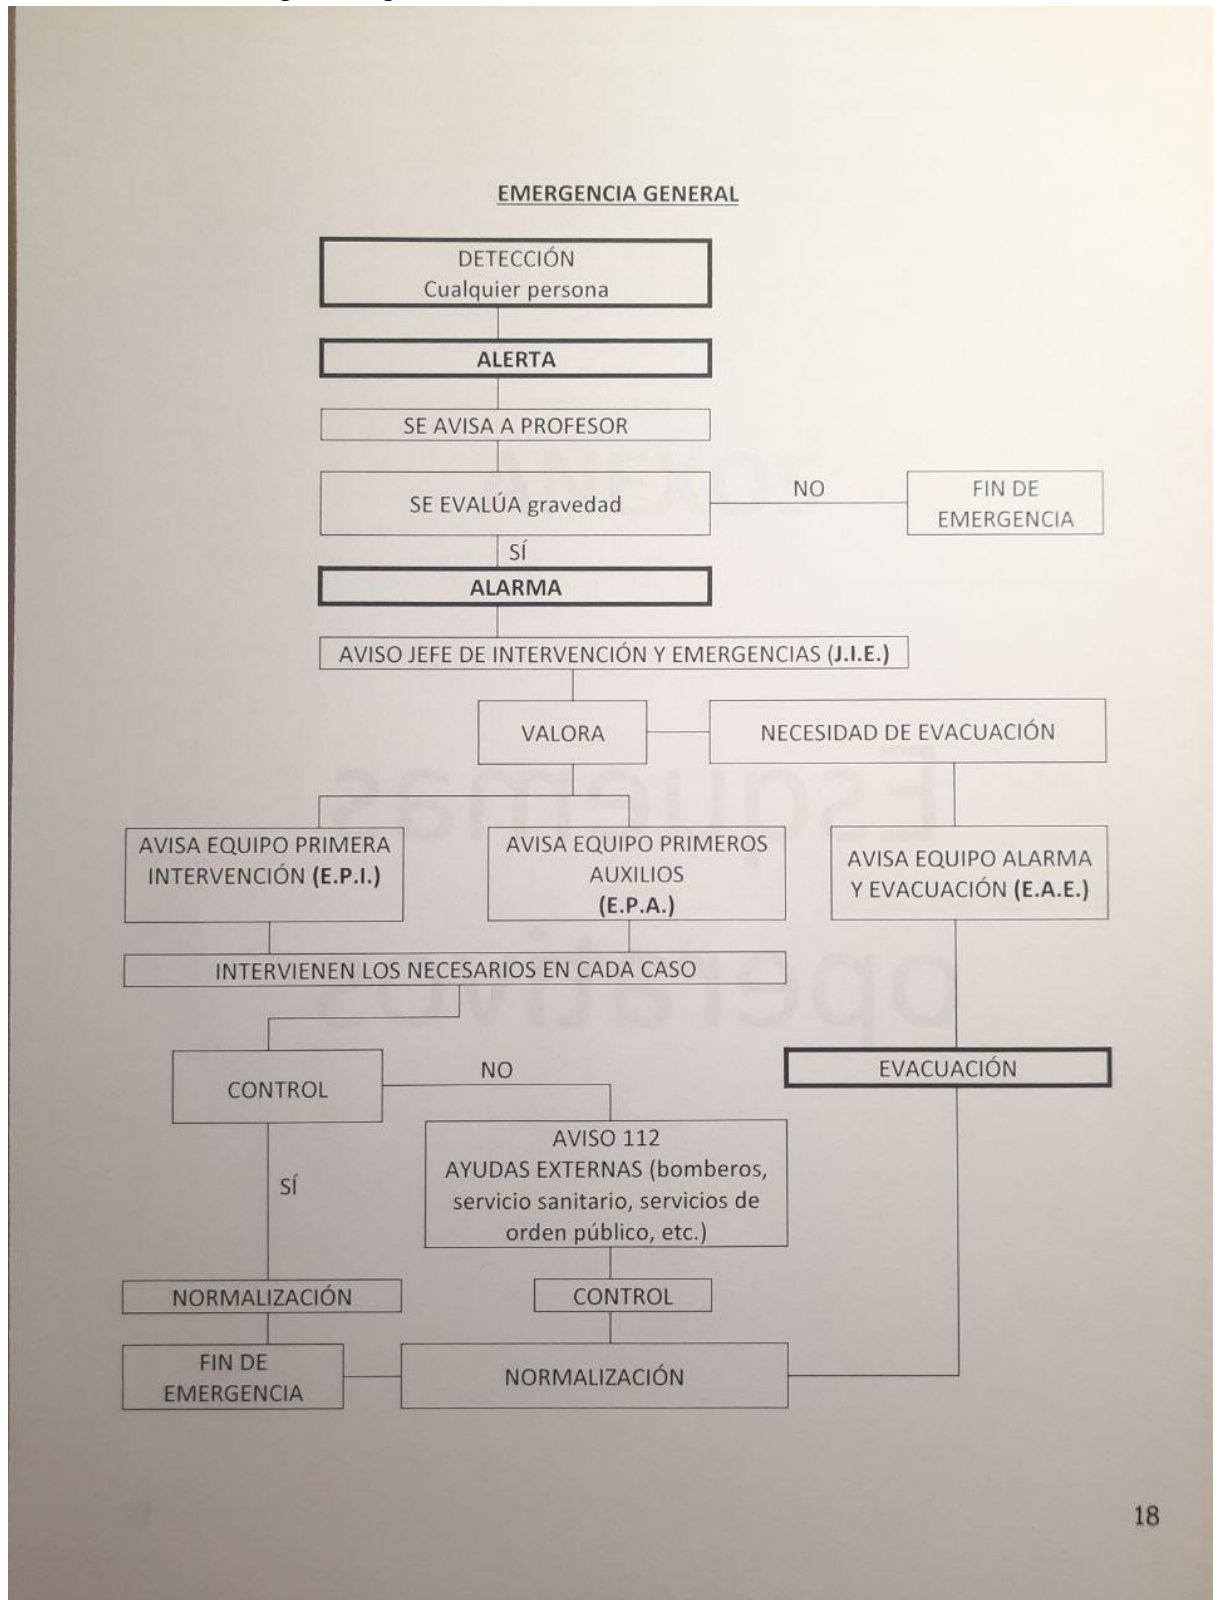 EMERGENCIA GENERAL
DETECCIÓN
Cualquier persona
ALERTA
SE AVISA A PROFESOR
SE EVALÚA gravedad
NO
FIN DE
EMERGENCIA
SÍ
ALARMA
AVISO JEFE DE INTERVENCIÓN Y EMERGENCIAS (J.I.E.)
VALORA
NECESIDAD DE EVACUACIÓN
AVISA EQUIPO PRIMERA
INTERVENCIÓN (E.P.I.)
AVISA EQUIPO PRIMEROS
AUXILIOS
(E.P.A.)
AVISA EQUIPO ALARMA
Y EVACUACIÓN (E.A.E.)
INTERVIENEN LOS NECESARIOS EN CADA CASO
CONTROL
NO
EVACUACIÓN
AVISO 112
AYUDAS EXTERNAS (bomberos,
servicio sanitario, servicios de
orden público, etc.)
SÍ
NORMALIZACIÓN
CONTROL
FIN DE
EMERGENCIA
NORMALIZACIÓN
18
ANEXOS
Esquemas
operativos